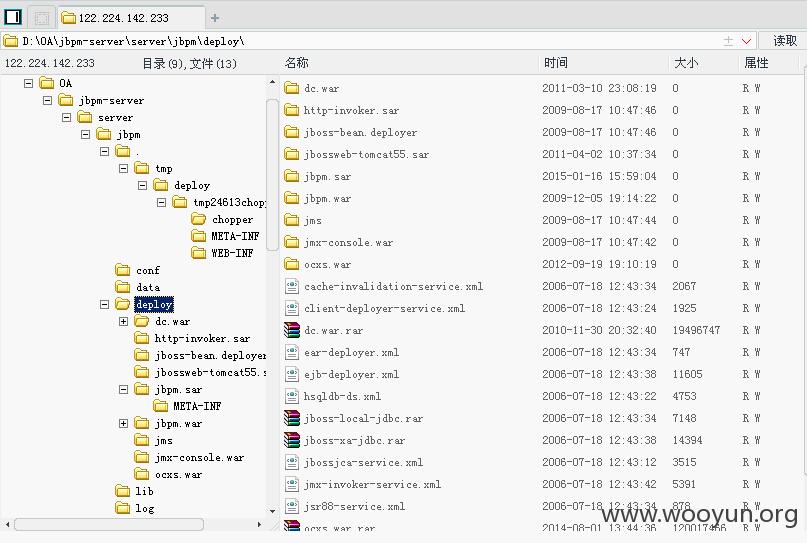 122.224.142.233
D:\OA\jbpm-server\server\jbpm\deploy\ 读取
122.224.142.233 目录(9),文件(13) 名称 时间 大小 属性
OA
jbpm-server
server
jbpm
.
tmp
deploy
tmp24613chopp
chopper
META-INF
WEB-INF
conf
data
deploy
dc.war
http-invoker.sar
jboss-bean.deployer
jbossweb-tomcat55.s
jbpm.sar
META-INF
jbpm.war
jms
jmx-console.war
ocxs.war
lib
log
dc.war 2011-03-10 23:08:19 0 R W
http-invoker.sar 2009-08-17 10:47:46 0 R W
jboss-bean.deployer 2009-08-17 10:47:46 0 R W
jbossweb-tomcat55.sar 2011-04-02 10:37:34 0 R W
jbpm.sar 2015-01-16 15:59:04 0 R W
jbpm.war 2009-12-05 19:14:22 0 R W
jms 2009-08-17 10:47:44 0 R W
jmx-console.war 2009-08-17 10:47:42 0 R W
ocxs.war 2012-09-19 19:10:19 0 R W
cache-invalidation-service.xml 2006-07-18 12:43:34 2067 R W
client-deployer-service.xml 2006-07-18 12:43:24 1925 R W
dc.war.rar 2010-11-30 20:32:40 19496747 R W
ear-deployer.xml 2006-07-18 12:43:34 747 R W
ejb-deployer.xml 2006-07-18 12:43:38 11605 R W
hsqldb-ds.xml 2006-07-18 12:43:22 4753 R W
jboss-local-jdbc.rar 2006-07-18 12:43:34 7148 R W
jboss-xa-jdbc.rar 2006-07-18 12:43:38 14394 R W
jbossjca-service.xml 2006-07-18 12:43:12 3515 R W
jmx-invoker-service.xml 2006-07-18 12:43:42 5391 R W
jsr88-service.xml 2006-07-18 12:43:34 878 R W
ocxs.war.rar 2014-08-01 13:44:36 120017466 R W
www.wooyun.org